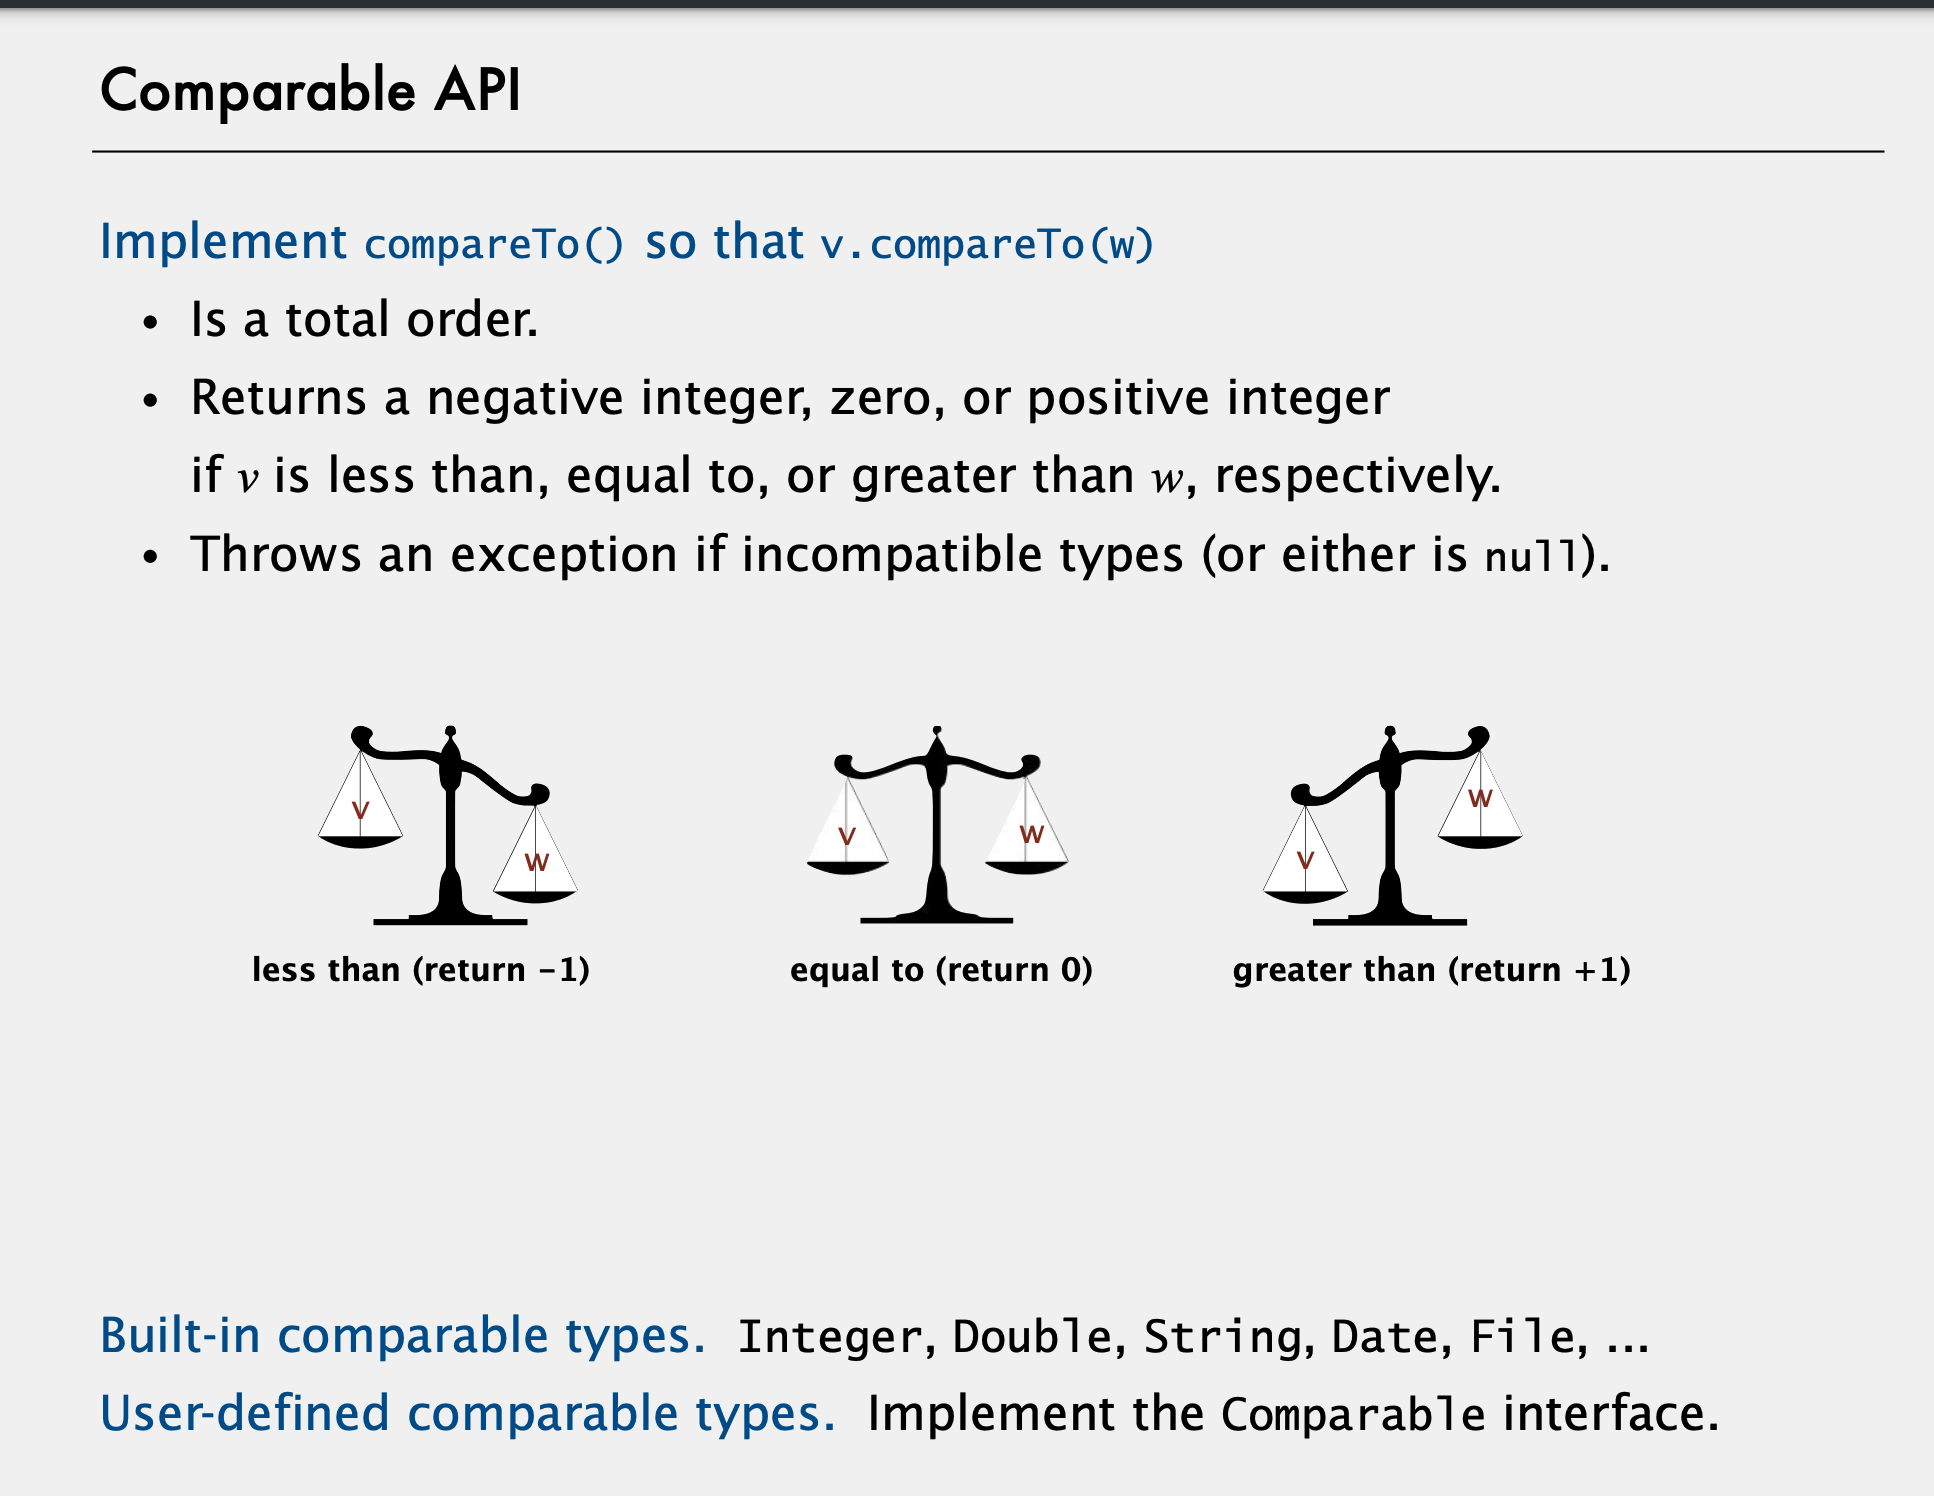 Comparable API
Implement compareTo() so that v.compareTo(w)
• Is a total order.
• Returns a negative integer, zero, or positive integer
if v is less than, equal to, or greater than w, respectively.
• Throws an exception if incompatible types (or either is null).
v
w
less than (return −1)
v
w
equal to (return 0)
v
w
greater than (return +1)
Built-in comparable types. Integer, Double, String, Date, File, ...
User-defined comparable types. Implement the Comparable interface.